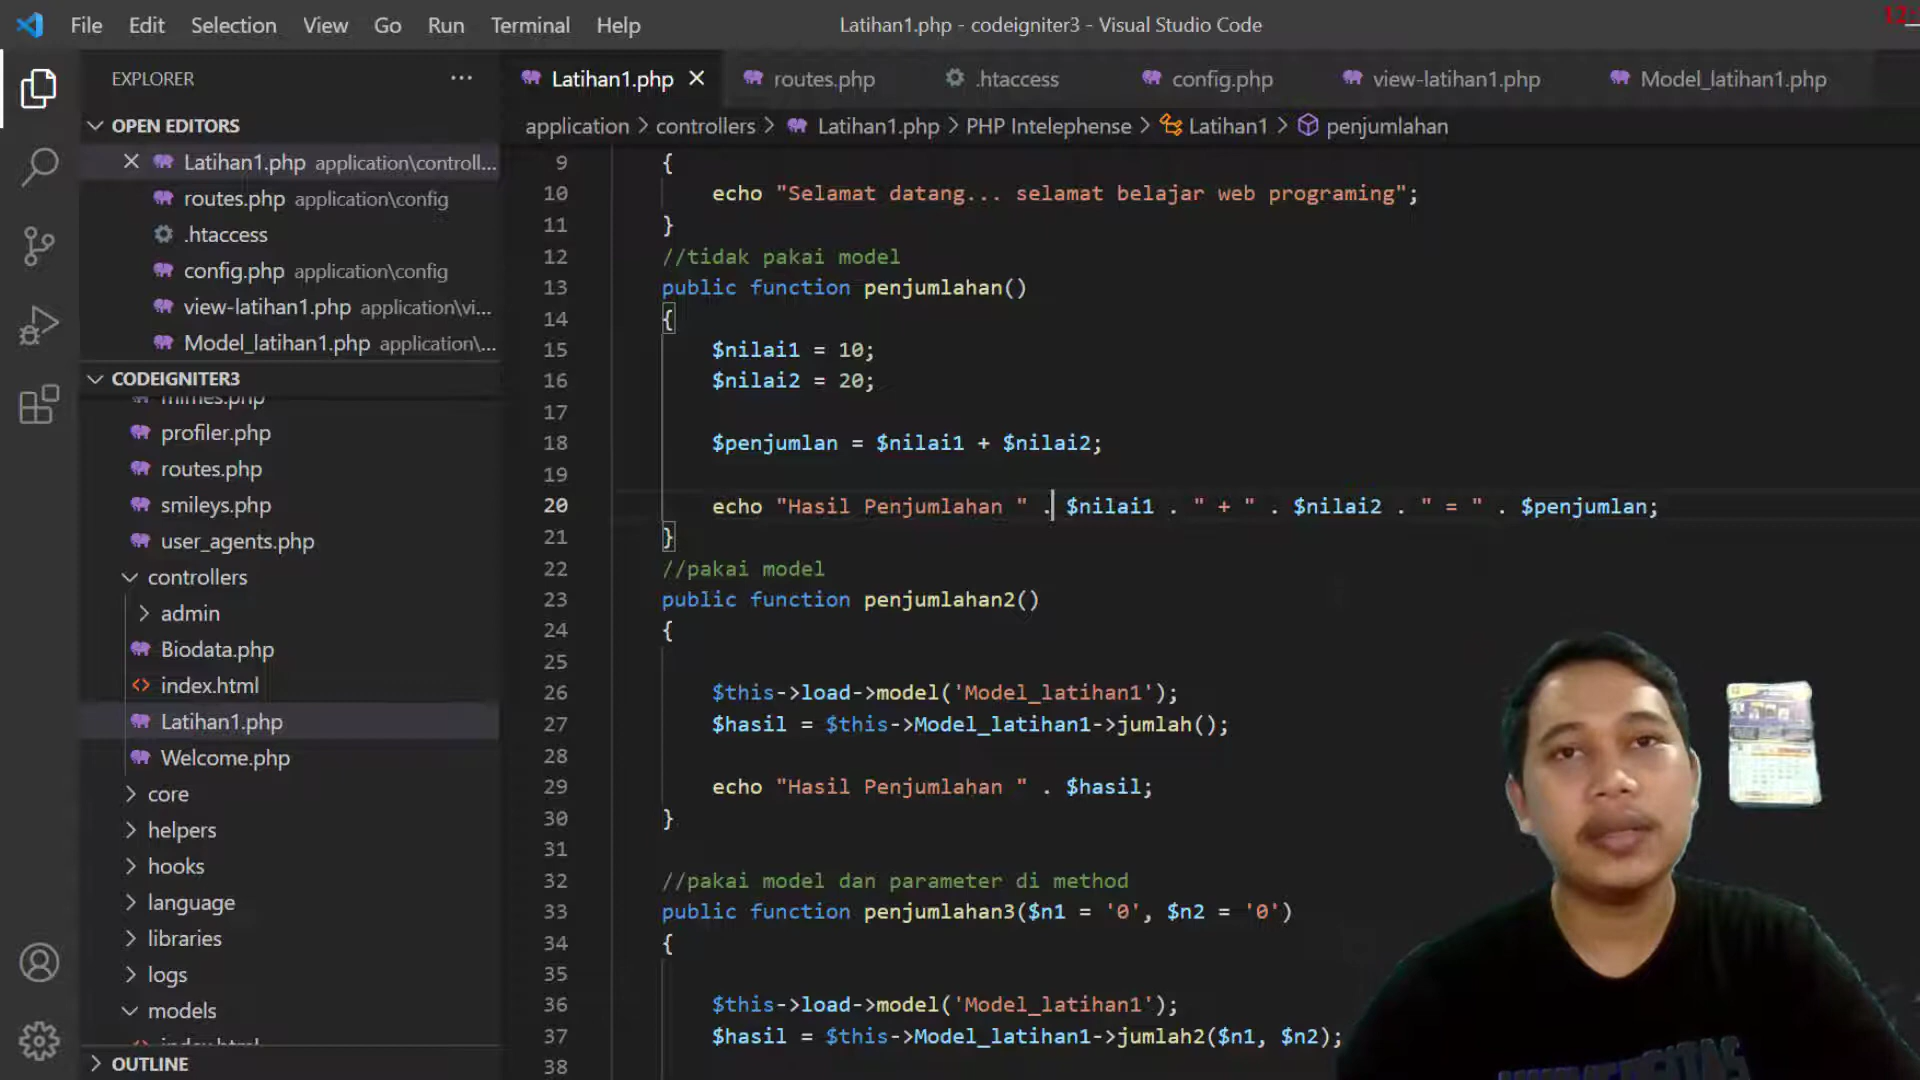 File Edit Selection View Go Run Terminal Help
Latihan1.php - codeigniter3 - Visual Studio Code
EXPLORER ...
OPEN EDITORS
Latihan1.php application\controll...
routes.php application\config
.htaccess
config.php application\config
view-latihan1.php application\vi...
Model_latihan1.php application\...
CODEIGNITER3
mimes.php
profiler.php
routes.php
smileys.php
user_agents.php
controllers
admin
Biodata.php
index.html
Latihan1.php
Welcome.php
core
helpers
hooks
language
libraries
logs
models
index.html
OUTLINE
Latihan1.php routes.php .htaccess config.php view-latihan1.php Model_latihan1.php
application > controllers > Latihan1.php > PHP Intelephense > Latihan1 > penjumlahan
9 {
10 echo "Selamat datang... selamat belajar web programing";
11 }
12 //tidak pakai model
13 public function penjumlahan()
14 {
15 $nilai1 = 10;
16 $nilai2 = 20;
17
18 $penjumlan = $nilai1 + $nilai2;
19
20 echo "Hasil Penjumlahan " . $nilai1 . " + " . $nilai2 . " = " . $penjumlan;
21 }
22 //pakai model
23 public function penjumlahan2()
24 {
25
26 $this->load->model('Model_latihan1');
27 $hasil = $this->Model_latihan1->jumlah();
28
29 echo "Hasil Penjumlahan " . $hasil;
30 }
31
32 //pakai model dan parameter di method
33 public function penjumlahan3($n1 = '0', $n2 = '0')
34 {
35
36 $this->load->model('Model_latihan1');
37 $hasil = $this->Model_latihan1->jumlah2($n1, $n2);
38